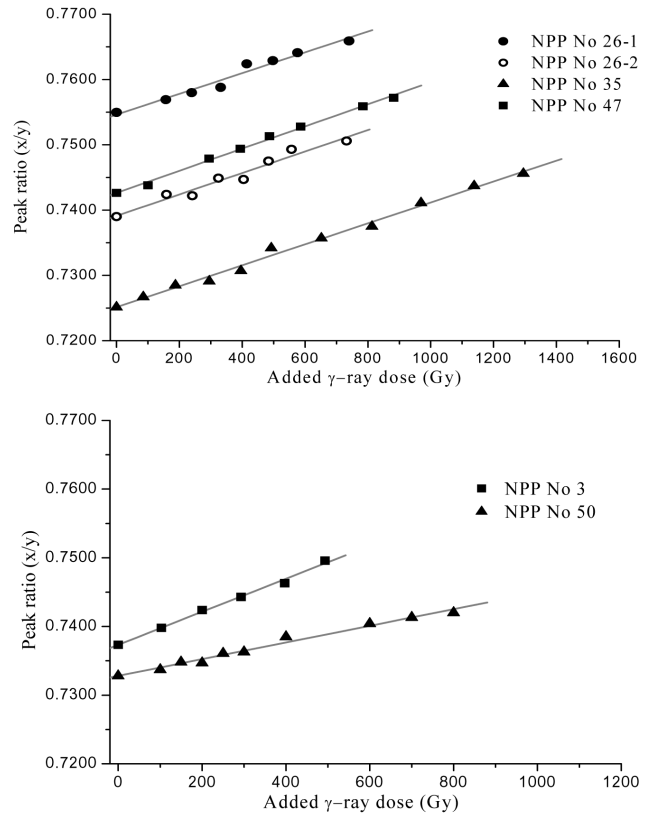 0.7700
0.7600
0.7500
0.7400
0.7300
0.7200
Peak ratio (x/y)
NPP No 26-1
NPP No 26-2
NPP No 35
NPP No 47
0 200 400 600 800 1000 1200 1400 1600
Added γ–ray dose (Gy)
0.7700
0.7600
0.7500
0.7400
0.7300
0.7200
Peak ratio (x/y)
NPP No 3
NPP No 50
0 200 400 600 800 1000 1200
Added γ–ray dose (Gy)